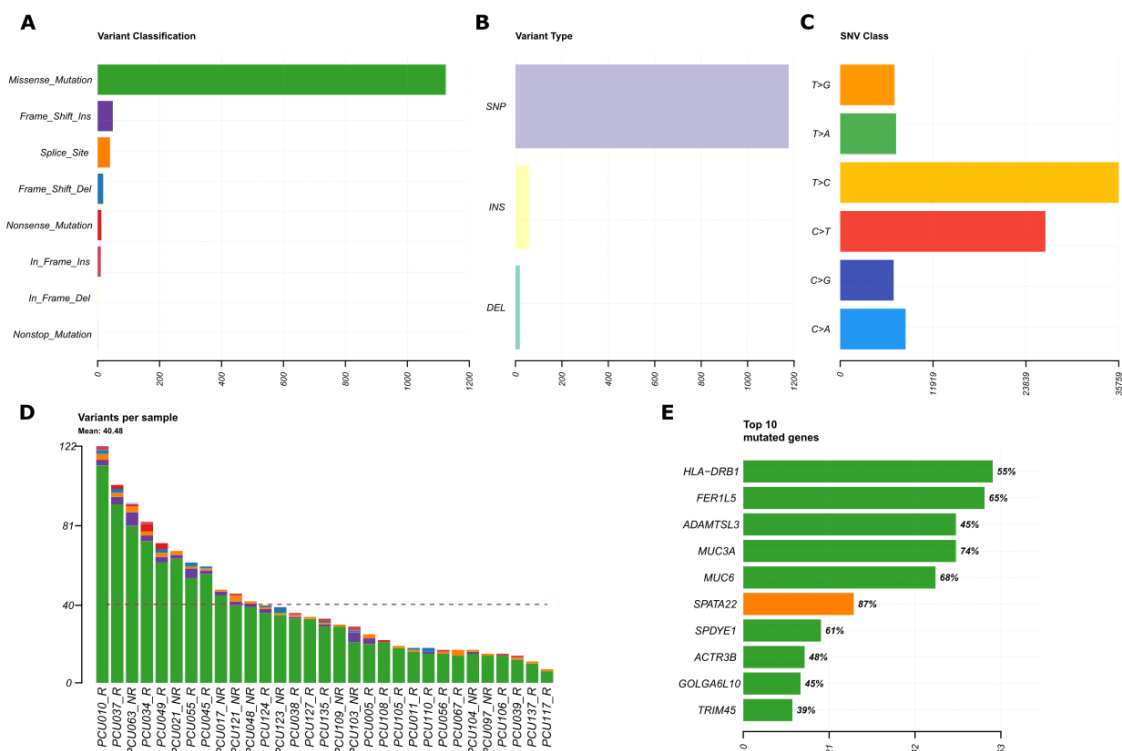 A
Variant Classification
Missense_Mutation
Frame_Shift_Ins
Splice_Site
Frame_Shift_Del
Nonsense_Mutation
In_Frame_Ins
In_Frame_Del
Nonstop_Mutation
0
200
400
600
800
1000
1200
B
Variant Type
SNP
INS
DEL
0
200
400
600
800
1000
1200
C
SNV Class
T>G
T>A
T>C
C>T
C>G
C>A
0
11919
23839
35759
D
Variants per sample
Mean: 40.48
122
81
40
0
PCU010_R
PCU037_R
PCU063_NR
PCU034_R
PCU049_R
PCU021_NR
PCU055_R
PCU045_R
PCU017_NR
PCU121_NR
PCU048_NR
PCU124_R
PCU123_NR
PCU038_R
PCU127_R
PCU135_R
PCU109_NR
PCU103_NR
PCU005_R
PCU108_R
PCU105_R
PCU011_R
PCU110_R
PCU056_R
PCU067_R
PCU104_NR
PCU097_NR
PCU106_R
PCU039_R
PCU137_R
PCU117_R
E
Top 10
mutated genes
HLA−DRB1 55%
FER1L5 65%
ADAMTSL3 45%
MUC3A 74%
MUC6 68%
SPATA22 87%
SPDYE1 61%
ACTR3B 48%
GOLGA6L10 45%
TRIM45 39%
0